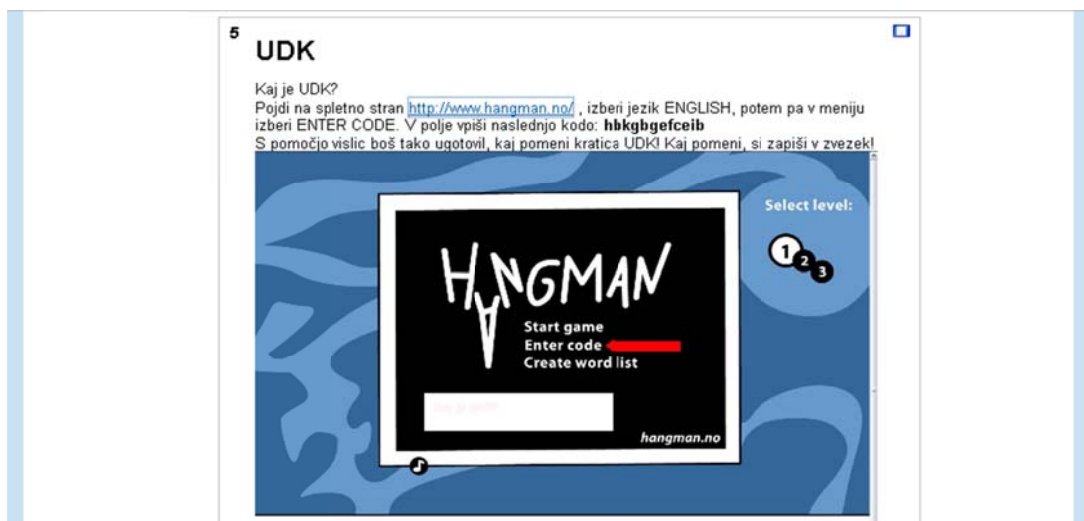 5
UDK
Kaj je UDK?
Pojdi na spletno stran http://www.hangman.no/ , izberi jezik ENGLISH, potem pa v meniju
izberi ENTER CODE. V polje vpiši naslednjo kodo: hbkgbgefceib
S pomočjo vislic boš tako ugotovil, kaj pomeni kratica UDK! Kaj pomeni, si zapiši v zvezek!
Select level:
1 2 3
HANGMAN
Start game
Enter code
Create word list
hangman.no